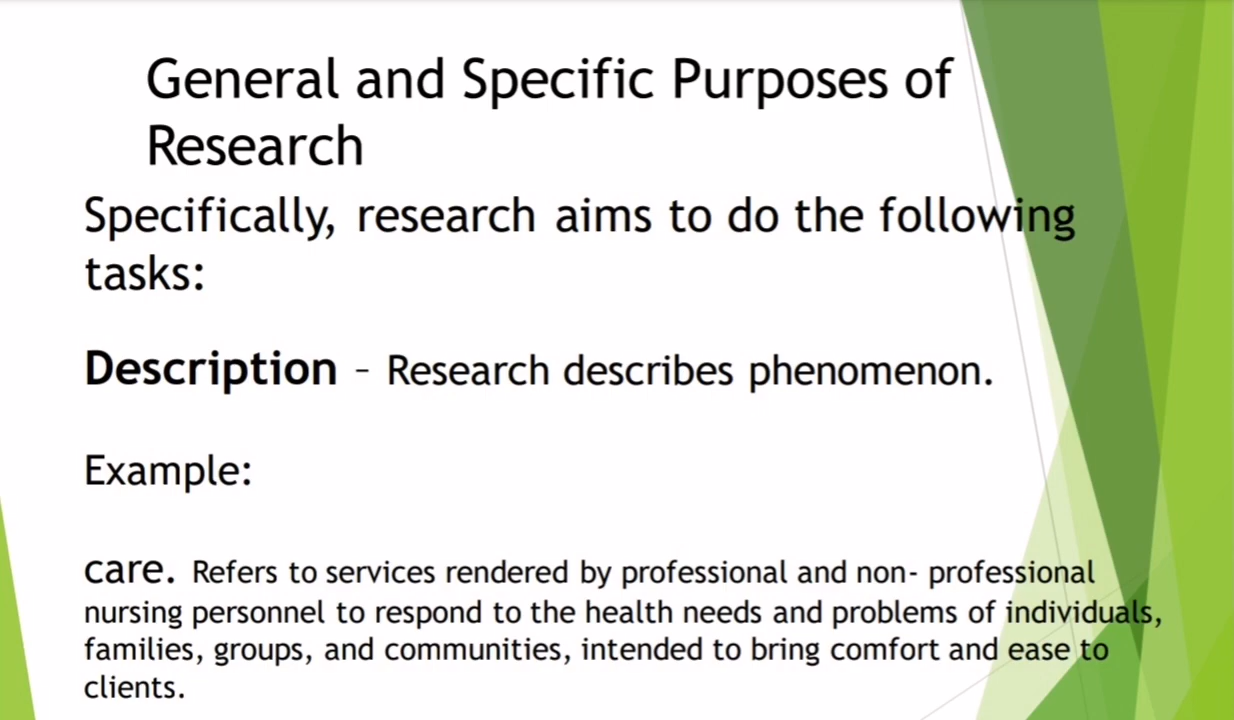 General and Specific Purposes of
Research
Specifically, research aims to do the following
tasks:
Description – Research describes phenomenon.
Example:
care. Refers to services rendered by professional and non- professional
nursing personnel to respond to the health needs and problems of individuals,
families, groups, and communities, intended to bring comfort and ease to
clients.